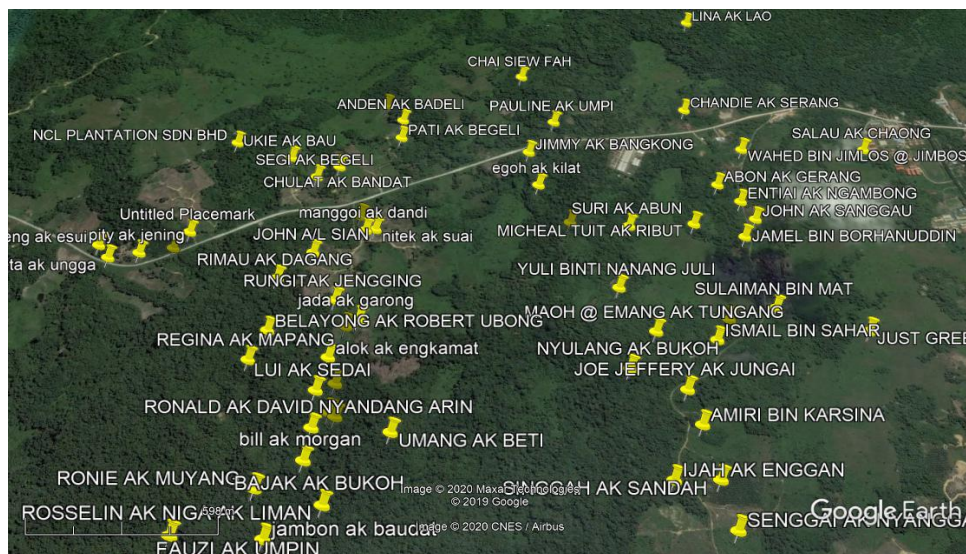 LINA AK LAO
CHAI SIEW FAH
ANDEN AK BADELI
PAULINE AK UMPI
CHANDIE AK SERANG
NCL PLANTATION SDN BHD
UKIE AK BAU
PATI AK BEGELI
SALAU AK CHAONG
JIMMY AK BANGKONG
WAHED BIN JIMLOS @ JIMBOS
SEGI AK BEGELI
egoh ak kilat
CHULAT AK BANDAT
ABON AK GERANG
ENTIAI AK NGAMBONG
Untitled Placemark
manggoi ak dandi
SURI AK ABUN
JOHN AK SANGGAU
eng ak esui
pity ak jening
JOHN A/L SIAN
nitek ak suai
MICHEAL TUIT AK RIBUT
JAMEL BIN BORHANUDDIN
ta ak ungga
RIMAU AK DAGANG
RUNGITAK JENGGING
YULI BINTI NANANG JULI
SULAIMAN BIN MAT
jada ak garong
MAOH @ EMANG AK TUNGANG
BELAYONG AK ROBERT UBONG
ISMAIL BIN SAHAR
JUST GREE
REGINA AK MAPANG
alok ak engkamat
NYULANG AK BUKOH
LUI AK SEDAI
JOE JEFFERY AK JUNGAI
RONALD AK DAVID NYANDANG ARIN
AMIRI BIN KARSINA
bill ak morgan
UMANG AK BETI
RONIE AK MUYANG
BAJAK AK BUKOH
IJAH AK ENGGAN
SINGGAH AK SANDAH
Image © 2020 Maxar Technologies
© 2019 Google
ROSSELIN AK NIGA AK LIMAN
598 m
Google Earth
jambon ak baudat
Image © 2020 CNES / Airbus
SENGGAI AK NYANGGA
FAUZI AK UMPIN